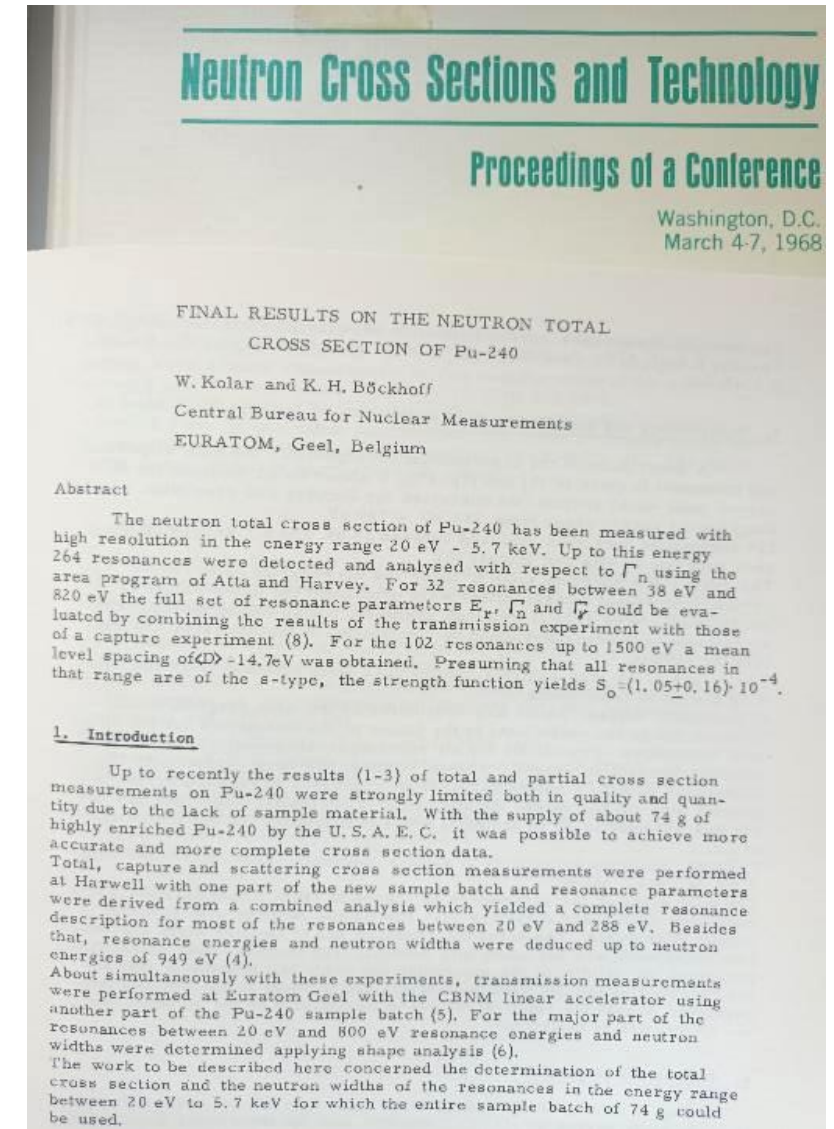 Neutron Cross Sections and Technology
Proceedings of a Conference
Washington, D.C.
March 4-7, 1968
FINAL RESULTS ON THE NEUTRON TOTAL
CROSS SECTION OF Pu-240
W. Kolar and K. H. Böckhoff
Central Bureau for Nuclear Measurements
EURATOM, Geel, Belgium
Abstract
The neutron total cross section of Pu-240 has been measured with
high resolution in the energy range 20 eV - 5.7 keV. Up to this energy
264 resonances were detected and analysed with respect to Γn using the
area program of Atta and Harvey. For 32 resonances between 38 eV and
820 eV the full set of resonance parameters Er, Γn and Γγ could be eva-
luated by combining the results of the transmission experiment with those
of a capture experiment (8). For the 102 resonances up to 1500 eV a mean
level spacing of <D> =14.7eV was obtained. Presuming that all resonances in
that range are of the s-type, the strength function yields So=(1.05±0.16)·10⁻⁴.
1. Introduction
Up to recently the results (1-3) of total and partial cross section
measurements on Pu-240 were strongly limited both in quality and quan-
tity due to the lack of sample material. With the supply of about 74 g of
highly enriched Pu-240 by the U.S.A.E.C. it was possible to achieve more
accurate and more complete cross section data.
Total, capture and scattering cross section measurements were performed
at Harwell with one part of the new sample batch and resonance parameters
were derived from a combined analysis which yielded a complete resonance
description for most of the resonances between 20 eV and 288 eV. Besides
that, resonance energies and neutron widths were deduced up to neutron
energies of 949 eV (4).
About simultaneously with these experiments, transmission measurements
were performed at Euratom Geel with the CBNM linear accelerator using
another part of the Pu-240 sample batch (5). For the major part of the
resonances between 20 eV and 800 eV resonance energies and neutron
widths were determined applying shape analysis (6).
The work to be described here concerned the determination of the total
cross section and the neutron widths of the resonances in the energy range
between 20 eV to 5.7 keV for which the entire sample batch of 74 g could
be used.